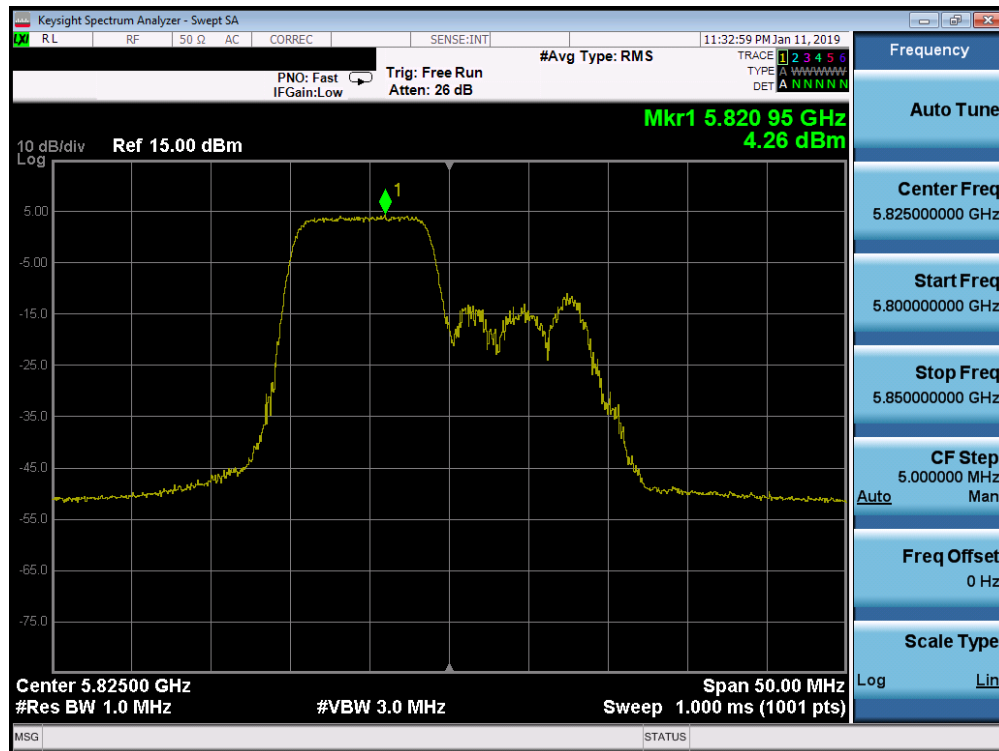 Keysight Spectrum Analyzer - Swept SA
LXI RL RF 50 Ω AC CORREC SENSE:INT 11:32:59 PM Jan 11, 2019
#Avg Type: RMS
TRACE 1 2 3 4 5 6
PNO: Fast Trig: Free Run
TYPE A WWWWW
IFGain:Low Atten: 26 dB
DET A N N N N N
Mkr1 5.820 95 GHz
4.26 dBm
10 dB/div Ref 15.00 dBm
Log
1
5.00
-5.00
-15.0
-25.0
-35.0
-45.0
-55.0
-65.0
-75.0
Center 5.82500 GHz Span 50.00 MHz
#Res BW 1.0 MHz #VBW 3.0 MHz Sweep 1.000 ms (1001 pts)
MSG STATUS
Frequency
Auto Tune
Center Freq
5.825000000 GHz
Start Freq
5.800000000 GHz
Stop Freq
5.850000000 GHz
CF Step
5.000000 MHz
Auto Man
Freq Offset
0 Hz
Scale Type
Log Lin